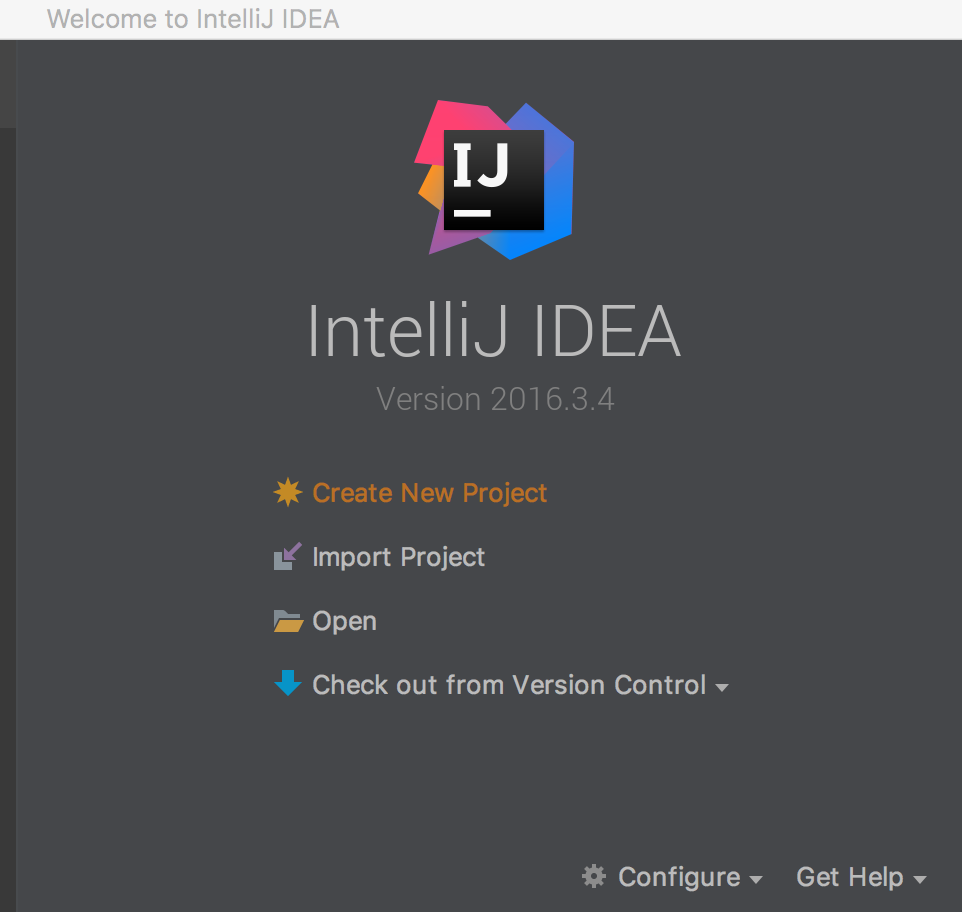 Welcome to IntelliJ IDEA
IJ
IntelliJ IDEA
Version 2016.3.4
Create New Project
Import Project
Open
Check out from Version Control
Configure
Get Help